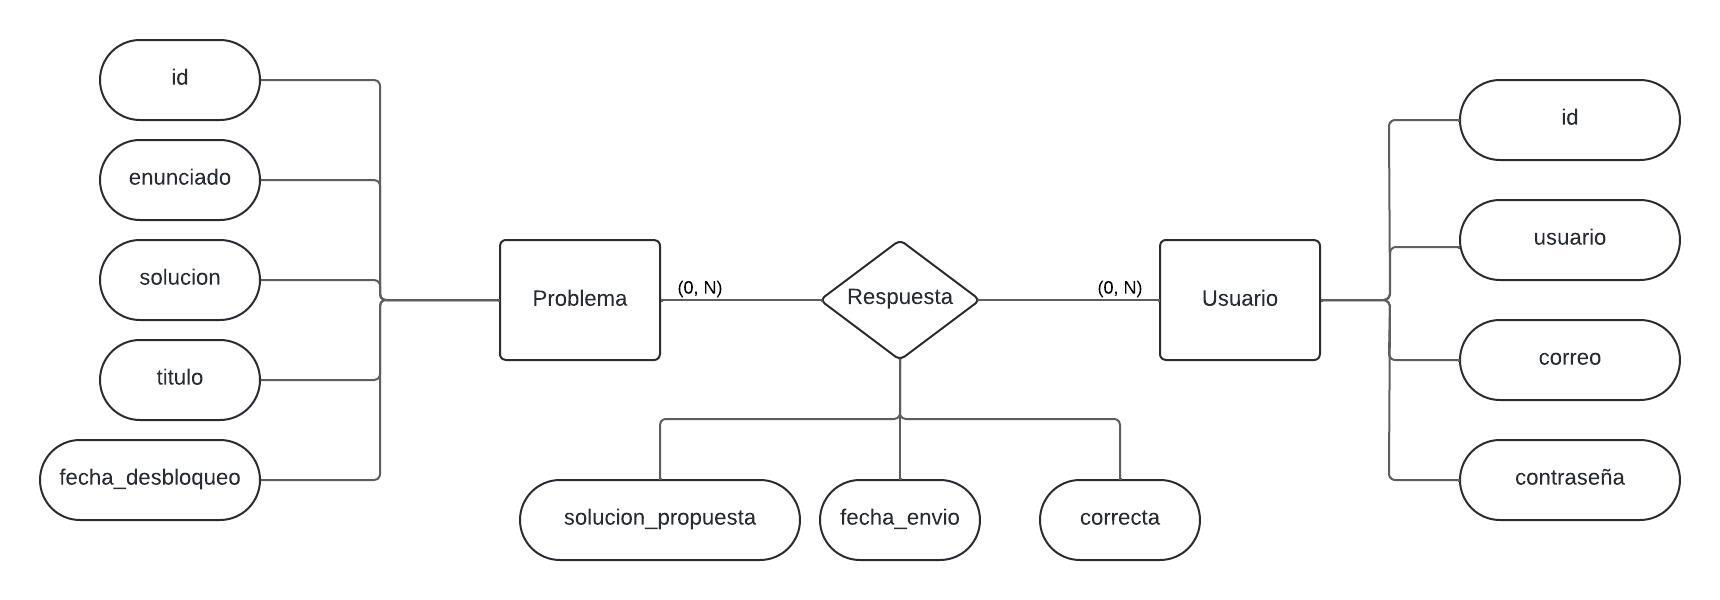 id
enunciado
solucion
titulo
fecha_desbloqueo
Problema
(0, N)
Respuesta
(0, N)
Usuario
solucion_propuesta
fecha_envio
correcta
id
usuario
correo
contraseña